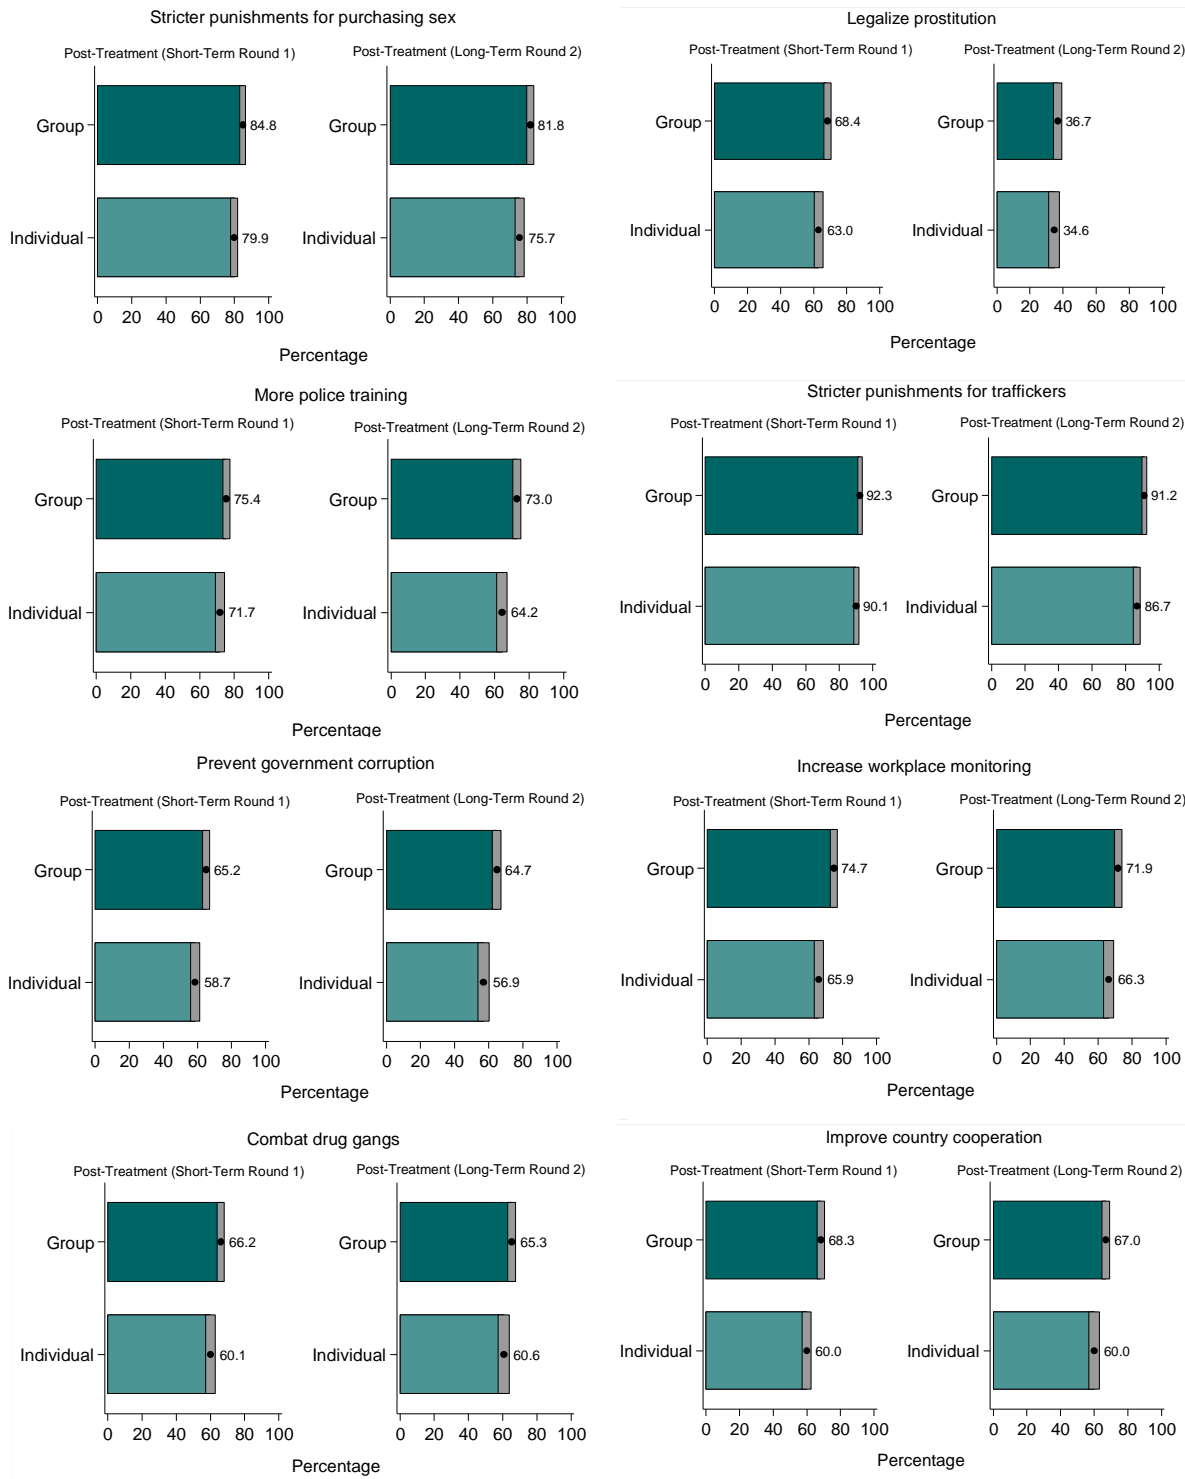 Stricter punishments for purchasing sex
Post-Treatment (Short-Term Round 1)
Post-Treatment (Long-Term Round 2)
Group
84.8
Individual
79.9
0 20 40 60 80 100
Group
81.8
Individual
75.7
0 20 40 60 80 100
Percentage
Legalize prostitution
Post-Treatment (Short-Term Round 1)
Post-Treatment (Long-Term Round 2)
Group
68.4
Individual
63.0
0 20 40 60 80 100
Group
36.7
Individual
34.6
0 20 40 60 80 100
Percentage
More police training
Post-Treatment (Short-Term Round 1)
Post-Treatment (Long-Term Round 2)
Group
75.4
Individual
71.7
0 20 40 60 80 100
Group
73.0
Individual
64.2
0 20 40 60 80 100
Percentage
Stricter punishments for traffickers
Post-Treatment (Short-Term Round 1)
Post-Treatment (Long-Term Round 2)
Group
92.3
Individual
90.1
0 20 40 60 80 100
Group
91.2
Individual
86.7
0 20 40 60 80 100
Percentage
Prevent government corruption
Post-Treatment (Short-Term Round 1)
Post-Treatment (Long-Term Round 2)
Group
65.2
Individual
58.7
0 20 40 60 80 100
Group
64.7
Individual
56.9
0 20 40 60 80 100
Percentage
Increase workplace monitoring
Post-Treatment (Short-Term Round 1)
Post-Treatment (Long-Term Round 2)
Group
74.7
Individual
65.9
0 20 40 60 80 100
Group
71.9
Individual
66.3
0 20 40 60 80 100
Percentage
Combat drug gangs
Post-Treatment (Short-Term Round 1)
Post-Treatment (Long-Term Round 2)
Group
66.2
Individual
60.1
0 20 40 60 80 100
Group
65.3
Individual
60.6
0 20 40 60 80 100
Percentage
Improve country cooperation
Post-Treatment (Short-Term Round 1)
Post-Treatment (Long-Term Round 2)
Group
68.3
Individual
60.0
0 20 40 60 80 100
Group
67.0
Individual
60.0
0 20 40 60 80 100
Percentage